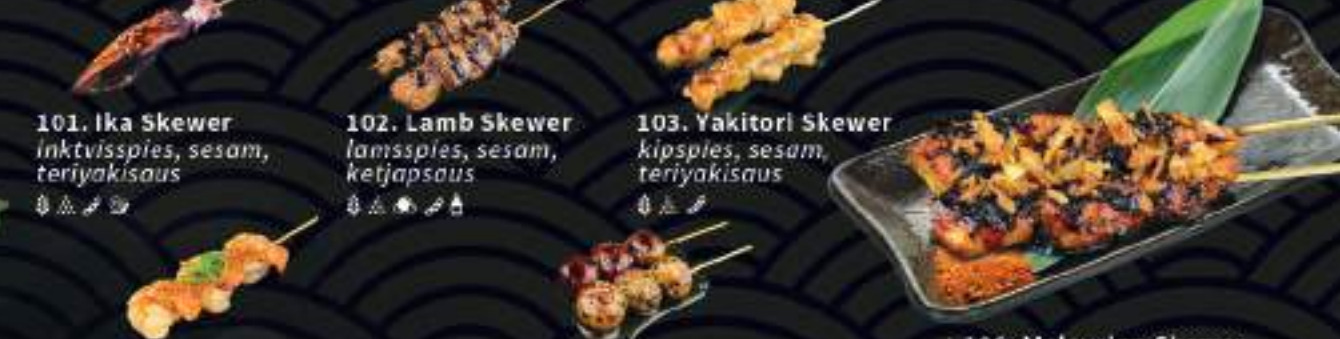 101. Ika Skewer
inktvisspies, sesam,
teriyakisaus
102. Lamb Skewer
lamsspies, sesam,
ketjapsaus
103. Yakitori Skewer
kipspies, sesam,
teriyakisaus